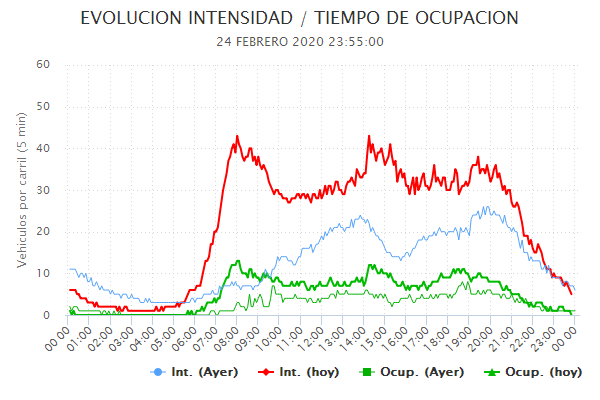 EVOLUCION INTENSIDAD / TIEMPO DE OCUPACION
24 FEBRERO 2020 23:55:00
Vehiculos por carril (5 min)
60
50
40
30
20
10
0
00:00 01:00 02:00 03:00 04:00 05:00 06:00 07:00 08:00 09:00 10:00 11:00 12:00 13:00 14:00 15:00 16:00 17:00 18:00 19:00 20:00 21:00 22:00 23:00 00:00
Int. (Ayer) Int. (hoy) Ocup. (Ayer) Ocup. (hoy)